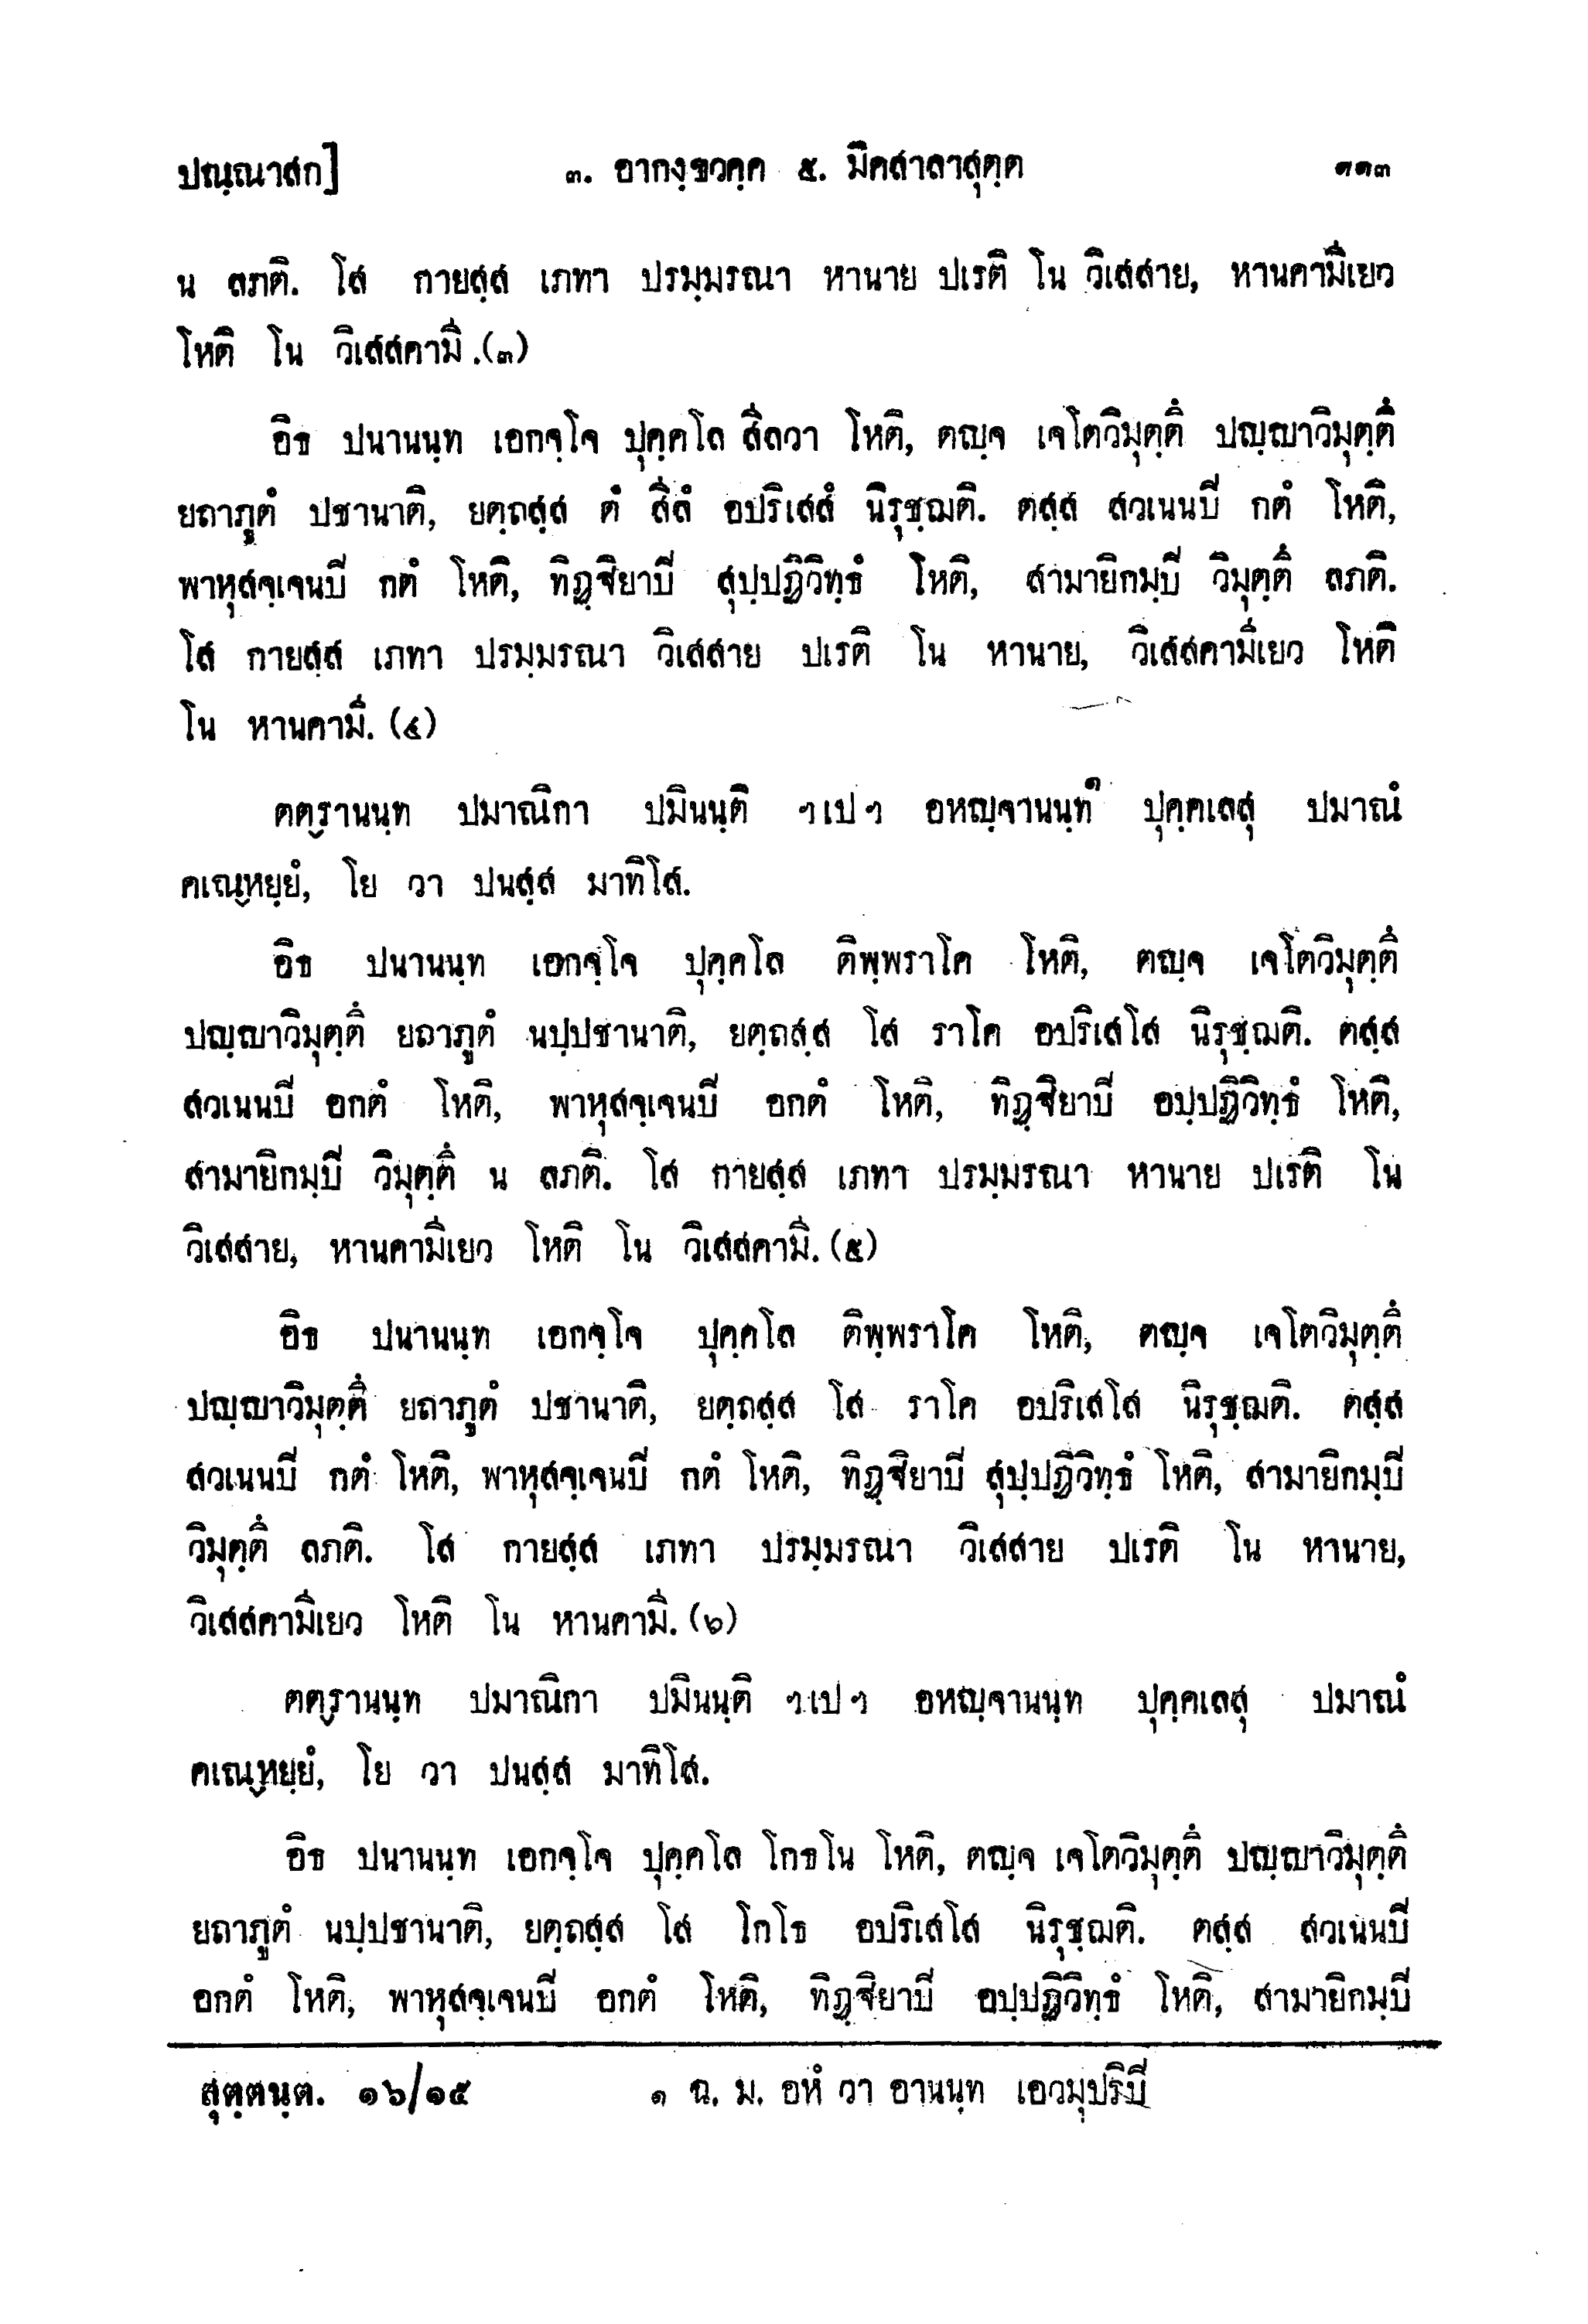 ปณฺณาสก]   ๓. อากงฺขวคฺค ๕. มิคสาลาสุตฺต   ๑๑๓
น ลภติ. โส กายสฺส เภทา ปรมฺมรณา หานาย ปเรติ โน วิเสสาย, หานคามีเยว
โหติ โน วิเสสคามี.(๓)
อิธ ปนานนฺท เอกจฺโจ ปุคฺคโล สีลวา โหติ, ตญฺจ เจโตวิมุตฺตึ ปญฺญาวิมุตฺตึ
ยถาภูตํ ปชานาติ, ยตฺถสฺส ตํ สีลํ อปริเสสํ นิรุชฺฌติ. ตสฺส สวเนนปิ กตํ โหติ,
พาหุสจฺเจนปิ กตํ โหติ, ทิฏฺฐิยาปิ สุปฺปฏิวิทฺธํ โหติ, สามายิกมฺปิ วิมุตฺตึ ลภติ.
โส กายสฺส เภทา ปรมฺมรณา วิเสสาย ปเรติ โน หานาย, วิเสสคามีเยว โหติ
โน หานคามี. (๔)
ตตฺรานนฺท ปมาณิกา ปมินนฺติ ฯเปฯ อหญฺจานนฺท๑ ปุคฺคเลสุ ปมาณํ
คเณฺหยฺยํ, โย วา ปนสฺส มาทิโส.
อิธ ปนานนฺท เอกจฺโจ ปุคฺคโล ติพฺพราโค โหติ, ตญฺจ เจโตวิมุตฺตึ
ปญฺญาวิมุตฺตึ ยถาภูตํ นปฺปชานาติ, ยตฺถสฺส โส ราโค อปริเสโส นิรุชฺฌติ. ตสฺส
สวเนนปิ อกตํ โหติ, พาหุสจฺเจนปิ อกตํ โหติ, ทิฏฺฐิยาปิ อปฺปฏิวิทฺธํ โหติ,
สามายิกมฺปิ วิมุตฺตึ น ลภติ. โส กายสฺส เภทา ปรมฺมรณา หานาย ปเรติ โน
วิเสสาย, หานคามีเยว โหติ โน วิเสสคามี.(๕)
อิธ ปนานนฺท เอกจฺโจ ปุคฺคโล ติพฺพราโค โหติ, ตญฺจ เจโตวิมุตฺตึ
ปญฺญาวิมุตฺตึ ยถาภูตํ ปชานาติ, ยตฺถสฺส โส ราโค อปริเสโส นิรุชฺฌติ. ตสฺส
สวเนนปิ กตํ โหติ, พาหุสจฺเจนปิ กตํ โหติ, ทิฏฺฐิยาปิ สุปฺปฏิวิทฺธํ โหติ, สามายิกมฺปิ
วิมุตฺตึ ลภติ. โส กายสฺส เภทา ปรมฺมรณา วิเสสาย ปเรติ โน หานาย,
วิเสสคามีเยว โหติ โน หานคามี.(๖)
ตตฺรานนฺท ปมาณิกา ปมินนฺติ ฯเปฯ อหญฺจานนฺท ปุคฺคเลสุ ปมาณํ
คเณฺหยฺยํ, โย วา ปนสฺส มาทิโส.
อิธ ปนานนฺท เอกจฺโจ ปุคฺคโล โกธโน โหติ, ตญฺจ เจโตวิมุตฺตึ ปญฺญาวิมุตฺตึ
ยถาภูตํ นปฺปชานาติ, ยตฺถสฺส โส โกโธ อปริเสโส นิรุชฺฌติ. ตสฺส สวเนนปิ
อกตํ โหติ, พาหุสจฺเจนปิ อกตํ โหติ, ทิฏฺฐิยาปิ อปฺปฏิวิทฺธํ โหติ, สามายิกมฺปิ
สุตฺตนฺต. ๑๖/๑๕   ๑ ฉ. ม. อหํ วา อานนฺท เอวมุปริปิ